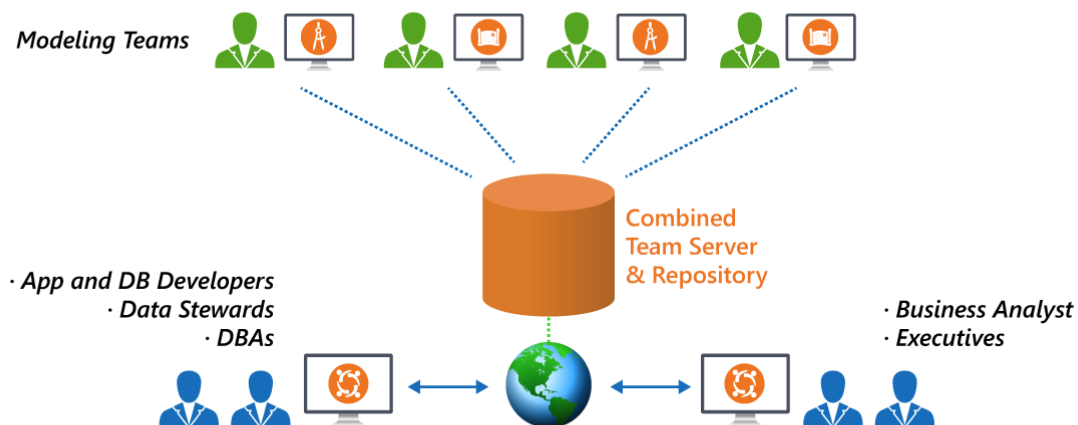 Modeling Teams
Combined
Team Server
& Repository
· App and DB Developers
· Data Stewards
· DBAs
· Business Analyst
· Executives